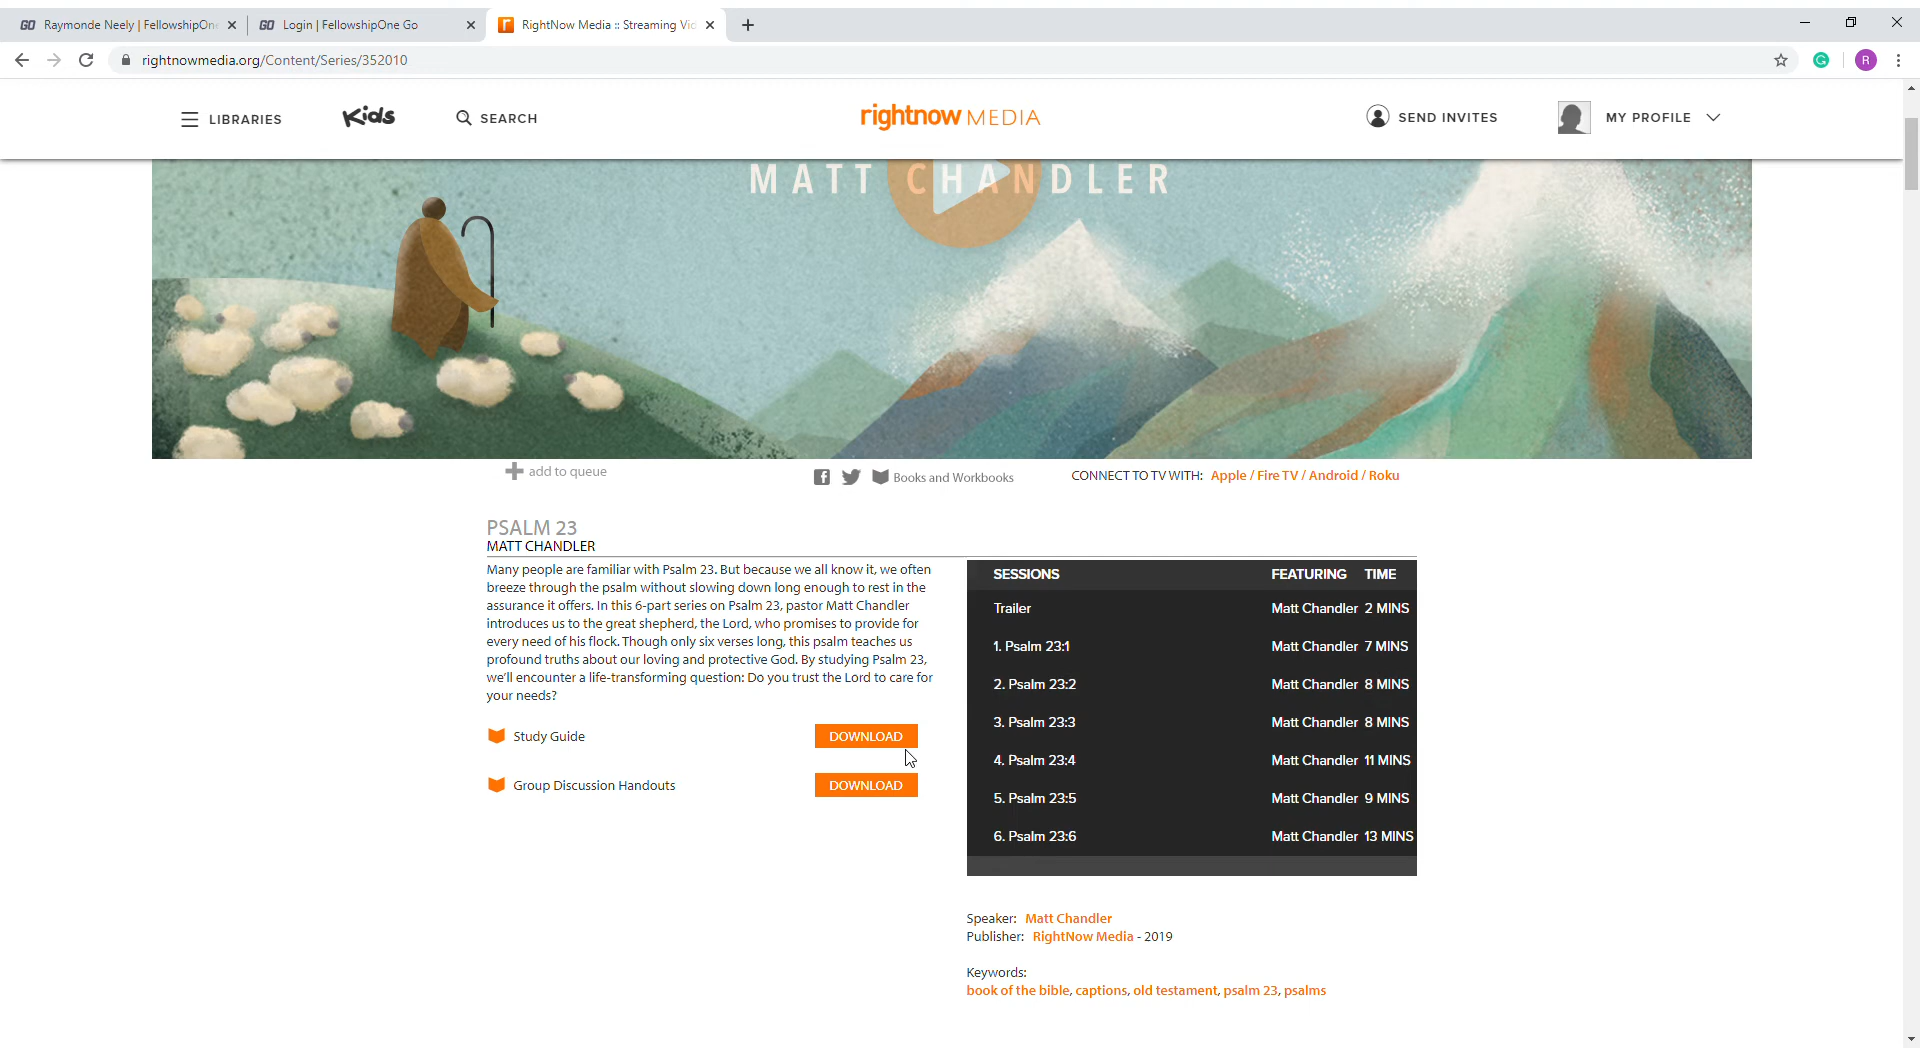 GO Raymonde Neely | FellowshipOn
GO Login | FellowshipOne Go
RightNow Media :: Streaming Vi
rightnowmedia.org/Content/Series/352010
R
LIBRARIES
Kids
SEARCH
rightnow MEDIA
SEND INVITES
MY PROFILE
MATT CHANDLER
add to queue
Books and Workbooks
CONNECT TO TV WITH: Apple / Fire TV / Android / Roku
PSALM 23
MATT CHANDLER
Many people are familiar with Psalm 23. But because we all know it, we often
breeze through the psalm without slowing down long enough to rest in the
assurance it offers. In this 6-part series on Psalm 23, pastor Matt Chandler
introduces us to the great shepherd, the Lord, who promises to provide for
every need of his flock. Though only six verses long, this psalm teaches us
profound truths about our loving and protective God. By studying Psalm 23,
we'll encounter a life-transforming question: Do you trust the Lord to care for
your needs?
Study Guide DOWNLOAD
Group Discussion Handouts DOWNLOAD
SESSIONS FEATURING TIME
Trailer Matt Chandler 2 MINS
1. Psalm 23:1 Matt Chandler 7 MINS
2. Psalm 23:2 Matt Chandler 8 MINS
3. Psalm 23:3 Matt Chandler 8 MINS
4. Psalm 23:4 Matt Chandler 11 MINS
5. Psalm 23:5 Matt Chandler 9 MINS
6. Psalm 23:6 Matt Chandler 13 MINS
Speaker: Matt Chandler
Publisher: RightNow Media - 2019
Keywords:
book of the bible, captions, old testament, psalm 23, psalms